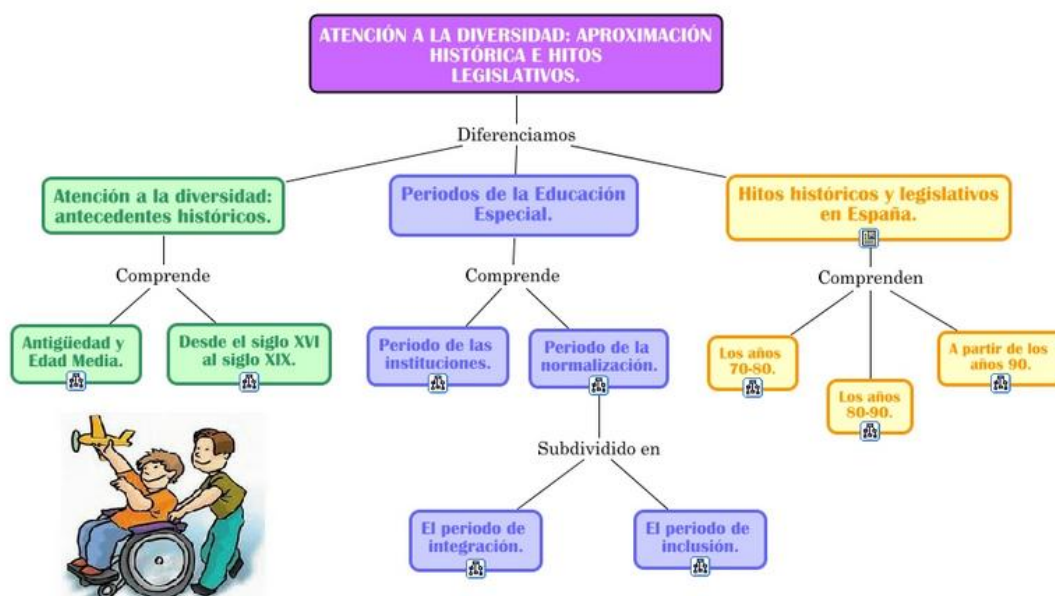 ATENCIÓN A LA DIVERSIDAD: APROXIMACIÓN
HISTÓRICA E HITOS
LEGISLATIVOS.
Diferenciamos
Atención a la diversidad:
antecedentes históricos.
Periodos de la Educación
Especial.
Hitos históricos y legislativos
en España.
Comprende
Comprende
Comprenden
Antigüedad y
Edad Media.
Desde el siglo XVI
al siglo XIX.
Periodo de las
instituciones.
Periodo de la
normalización.
Los años
70-80.
Los años
80-90.
A partir de los
años 90.
Subdividido en
El periodo de
integración.
El periodo de
inclusión.